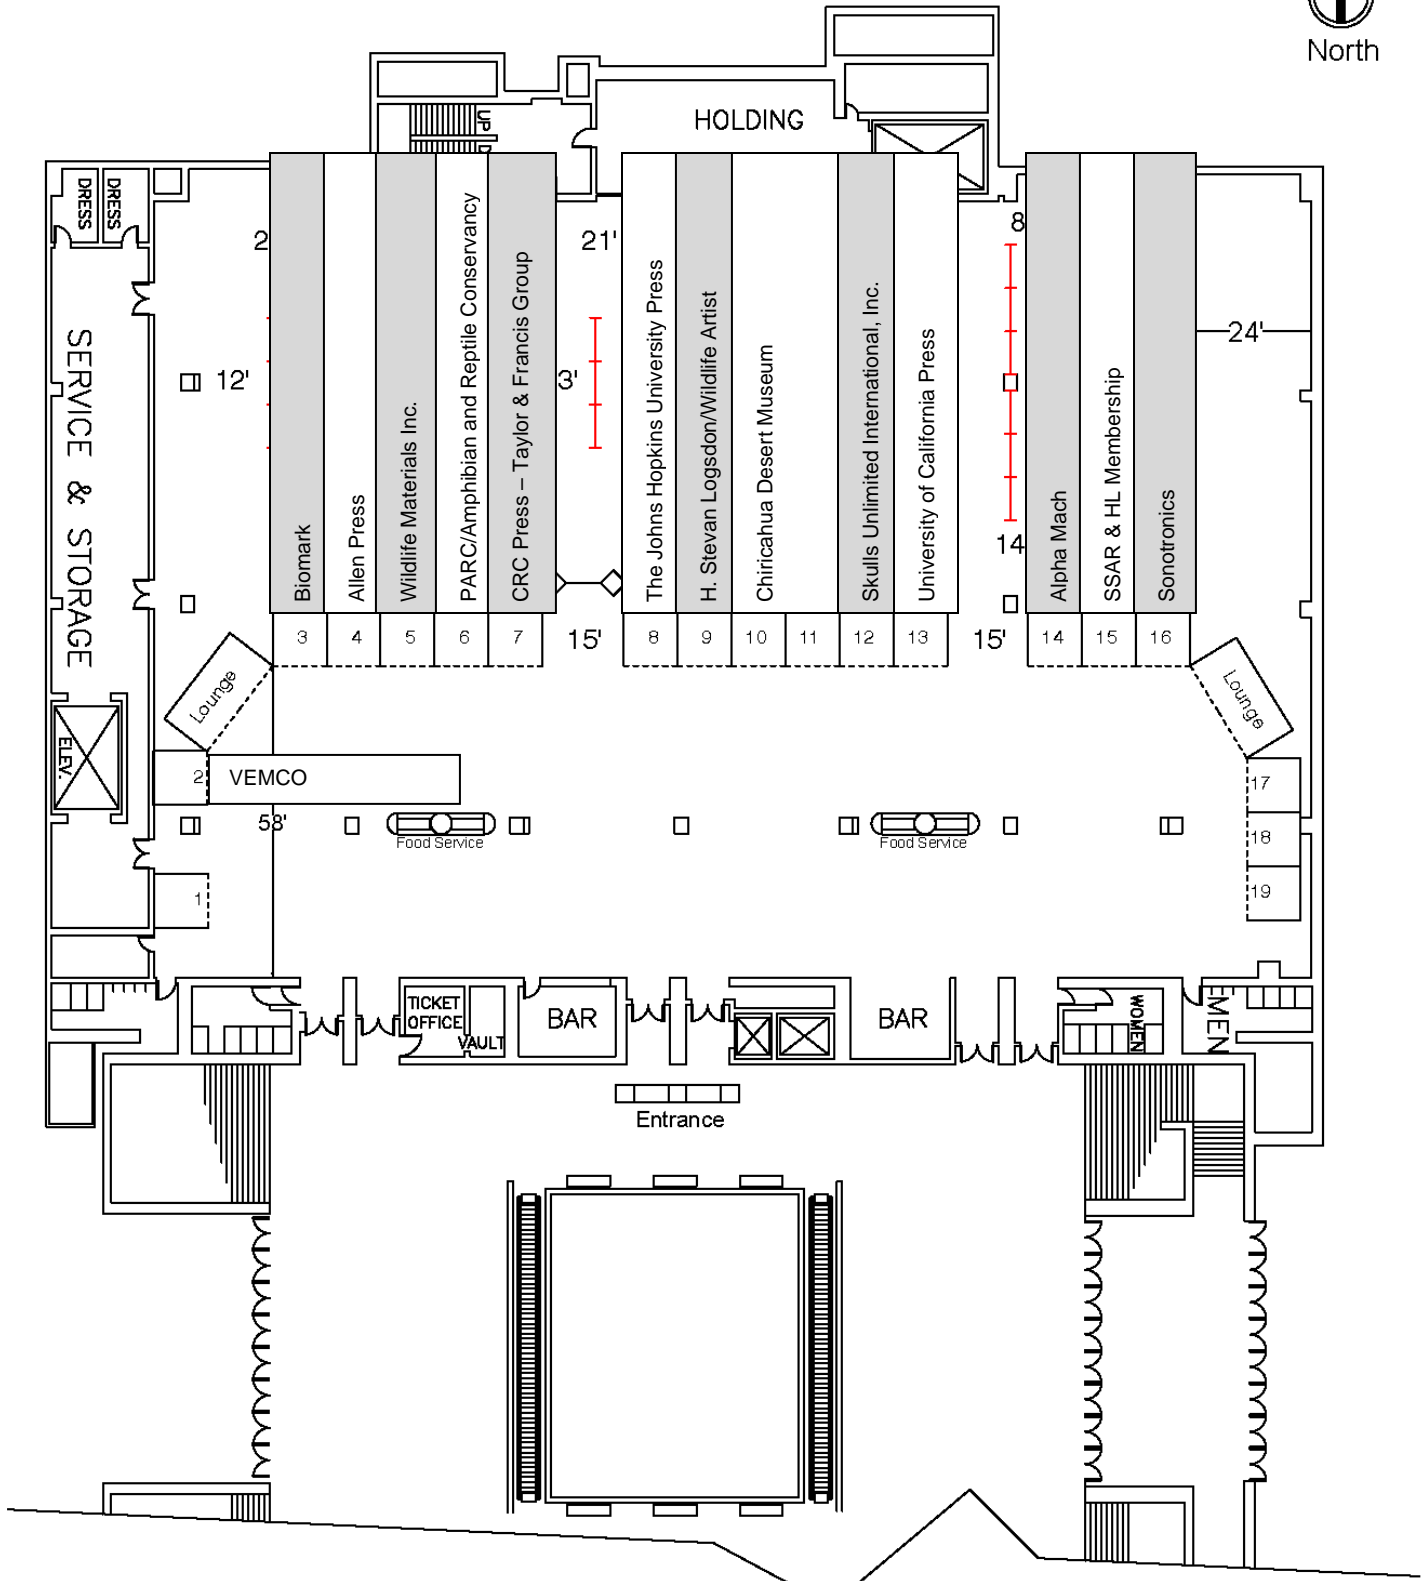 North
HOLDING
UP
DRESS
DRESS
8
2
21'
24'
12'
3'
14
SERVICE & STORAGE
Biomark
Allen Press
Wildlife Materials Inc.
PARC/Amphibian and Reptile Conservancy
CRC Press – Taylor & Francis Group
The Johns Hopkins University Press
H. Stevan Logsdon/Wildlife Artist
Chiricahua Desert Museum
Skulls Unlimited International, Inc.
University of California Press
Alpha Mach
SSAR & HL Membership
Sonotronics
3
4
5
6
7
15'
8
9
10
11
12
13
15'
14
15
16
Lounge
Lounge
ELEV.
2
VEMCO
17
58'
Food Service
Food Service
18
1
19
TICKET
OFFICE
VAULT
BAR
BAR
WOMEN
MEN
Entrance